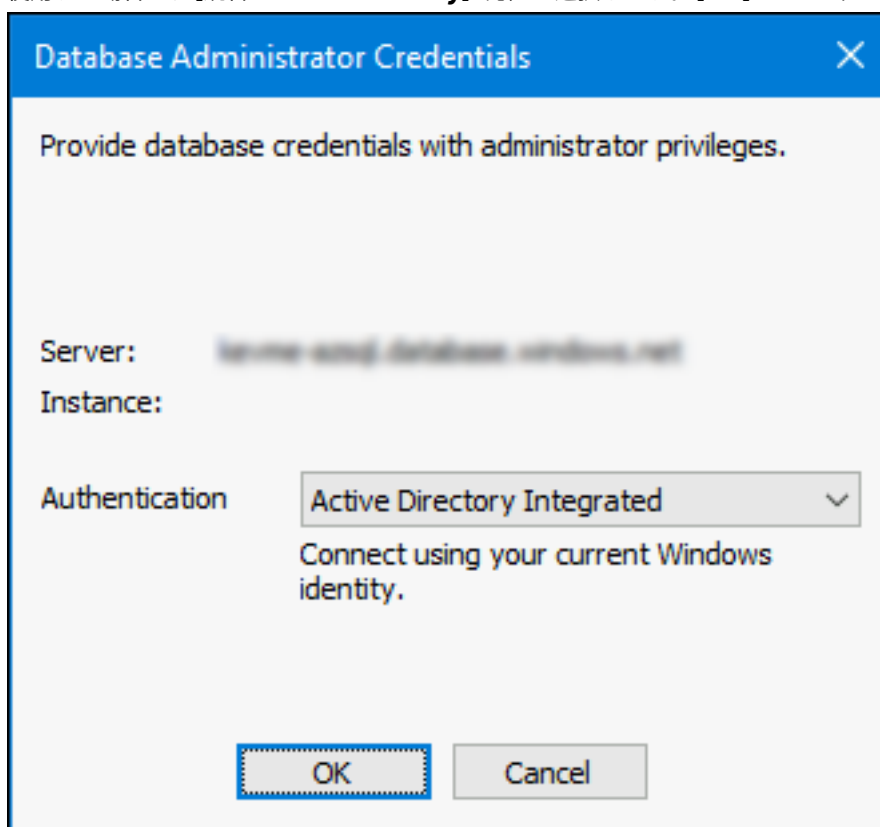 Database Administrator Credentials
Provide database credentials with administrator privileges.
Server:
Instance:
Authentication
Active Directory Integrated
Connect using your current Windows
identity.
OK
Cancel